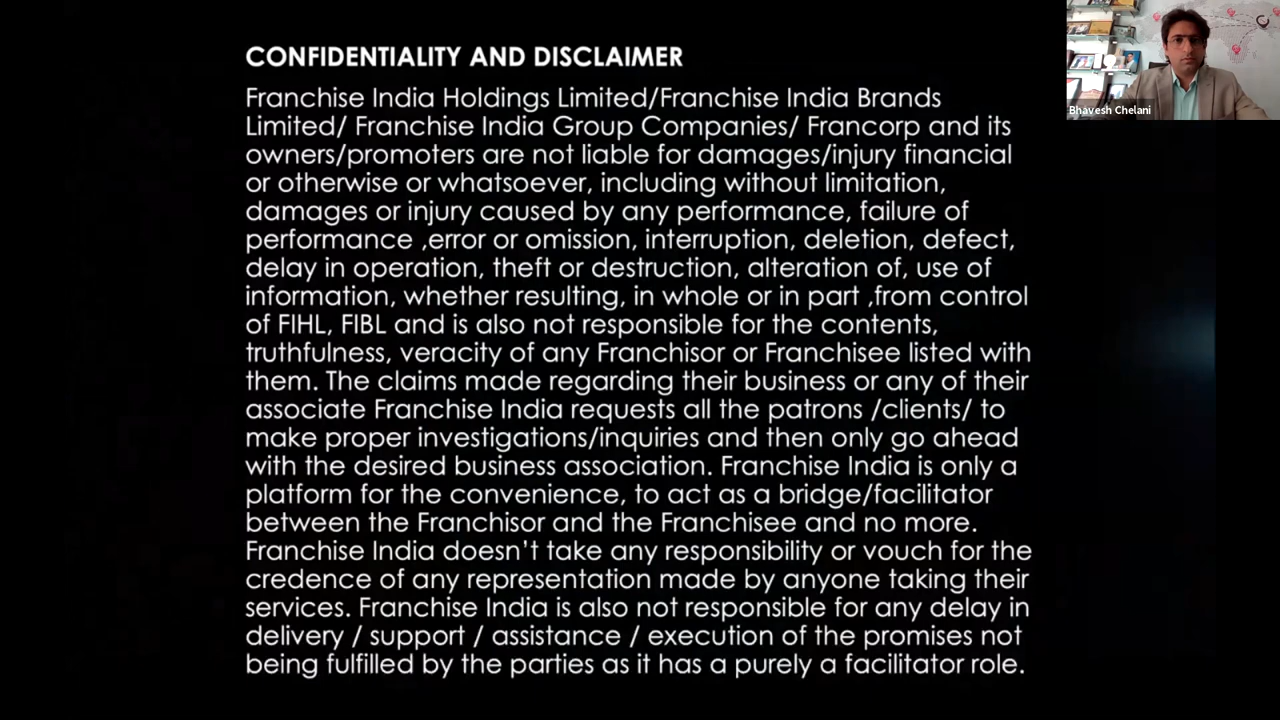 CONFIDENTIALITY AND DISCLAIMER
Franchise India Holdings Limited/Franchise India Brands
Limited/ Franchise India Group Companies/ Francorp and its
owners/promoters are not liable for damages/injury financial
or otherwise or whatsoever, including without limitation,
damages or injury caused by any performance, failure of
performance ,error or omission, interruption, deletion, defect,
delay in operation, theft or destruction, alteration of, use of
information, whether resulting, in whole or in part ,from control
of FIHL, FIBL and is also not responsible for the contents,
truthfulness, veracity of any Franchisor or Franchisee listed with
them. The claims made regarding their business or any of their
associate Franchise India requests all the patrons /clients/ to
make proper investigations/inquiries and then only go ahead
with the desired business association. Franchise India is only a
platform for the convenience, to act as a bridge/facilitator
between the Franchisor and the Franchisee and no more.
Franchise India doesn’t take any responsibility or vouch for the
credence of any representation made by anyone taking their
services. Franchise India is also not responsible for any delay in
delivery / support / assistance / execution of the promises not
being fulfilled by the parties as it has a purely a facilitator role.
Bhavesh Chelani